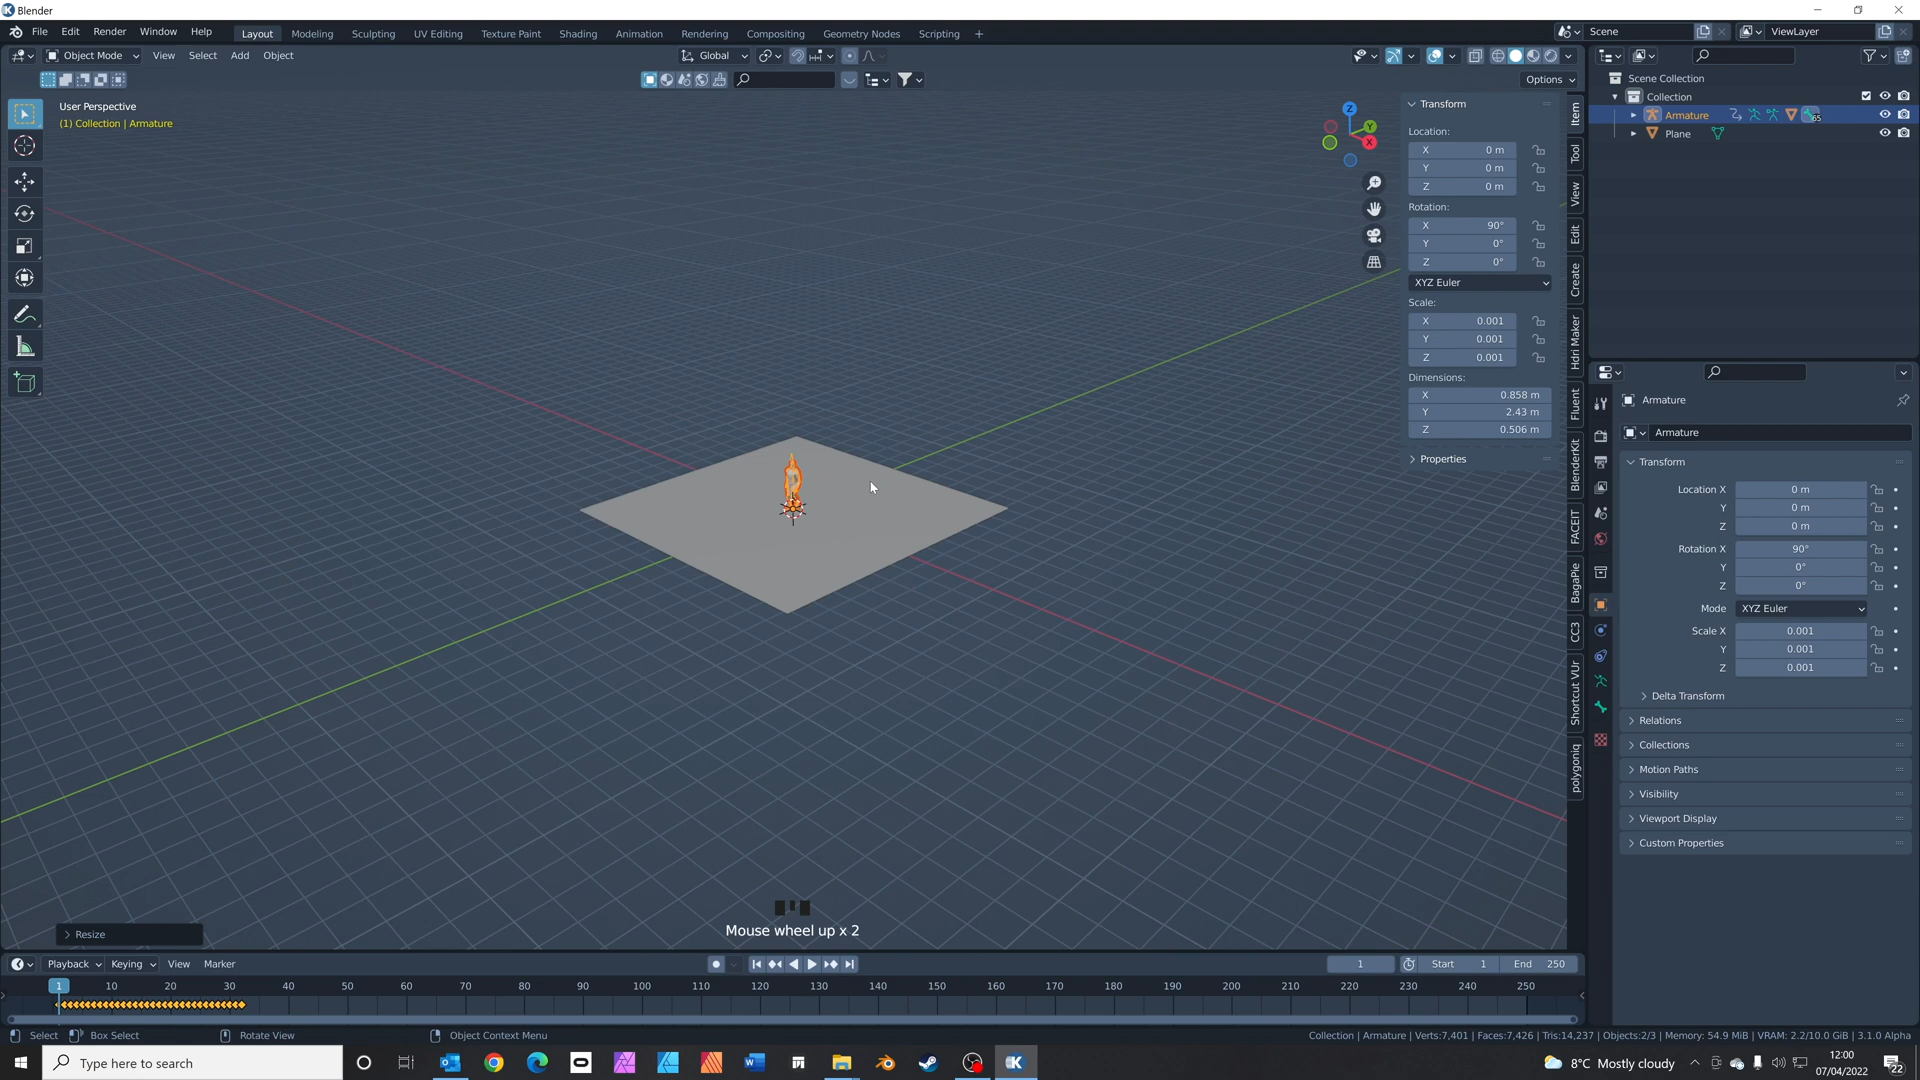 Blender
File Edit Render Window Help
Layout Modeling Sculpting UV Editing Texture Paint Shading Animation Rendering Compositing Geometry Nodes Scripting +
Scene
ViewLayer
Object Mode View Select Add Object
Global
Options
User Perspective
(1) Collection | Armature
Transform
Location:
X 0 m
Y 0 m
Z 0 m
Rotation:
X 90°
Y 0°
Z 0°
XYZ Euler
Scale:
X 0.001
Y 0.001
Z 0.001
Dimensions:
X 0.858 m
Y 2.43 m
Z 0.506 m
Properties
Item
Tool
View
Edit
Create
Hdri Maker
Fluent
BlenderKit
FACEIT
BagaPie
CC3
Shortcut VUr
polygoniq
Z
Y
X
Scene Collection
Collection
Armature 65
Plane
Armature
Armature
Transform
Location X 0 m
Y 0 m
Z 0 m
Rotation X 90°
Y 0°
Z 0°
Mode XYZ Euler
Scale X 0.001
Y 0.001
Z 0.001
Delta Transform
Relations
Collections
Motion Paths
Visibility
Viewport Display
Custom Properties
Mouse wheel up x 2
Resize
Playback Keying View Marker
1 Start 1 End 250
1 10 20 30 40 50 60 70 80 90 100 110 120 130 140 150 160 170 180 190 200 210 220 230 240 250
Select Box Select Rotate View Object Context Menu
Collection | Armature | Verts:7,401 | Faces:7,426 | Tris:14,237 | Objects:2/3 | Memory: 54.9 MiB | VRAM: 2.2/10.0 GiB | 3.1.0 Alpha
Type here to search
8°C Mostly cloudy
12:00
07/04/2022
22